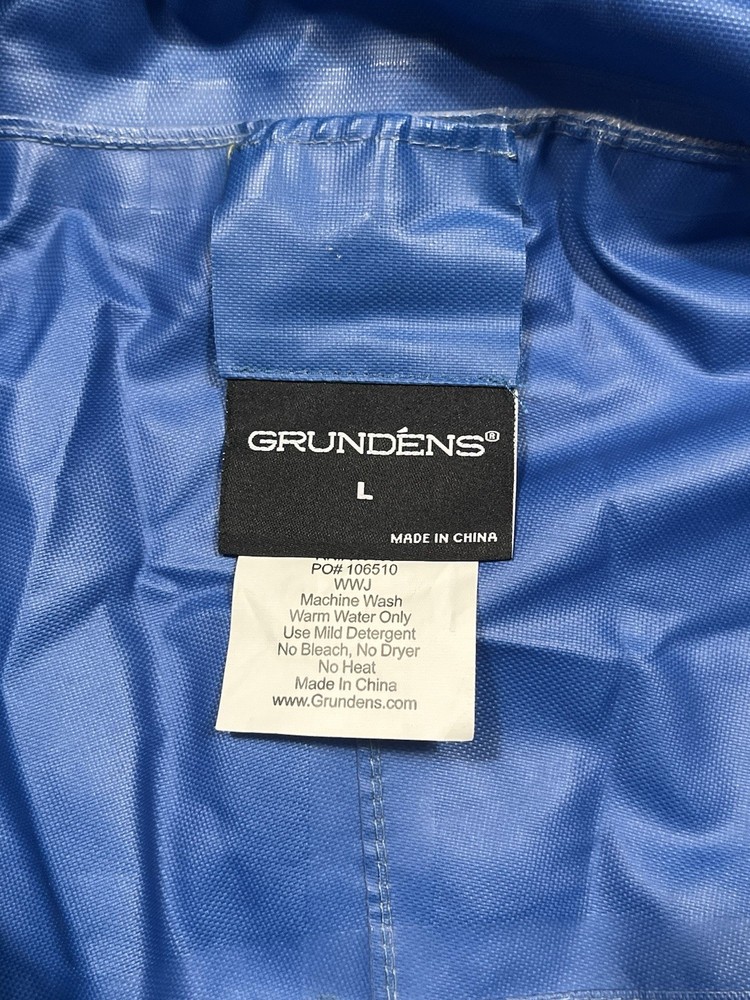 GRUNDÉNS®
L
MADE IN CHINA
PO# 106510
WWJ
Machine Wash
Warm Water Only
Use Mild Detergent
No Bleach, No Dryer
No Heat
Made In China
www.Grundens.com